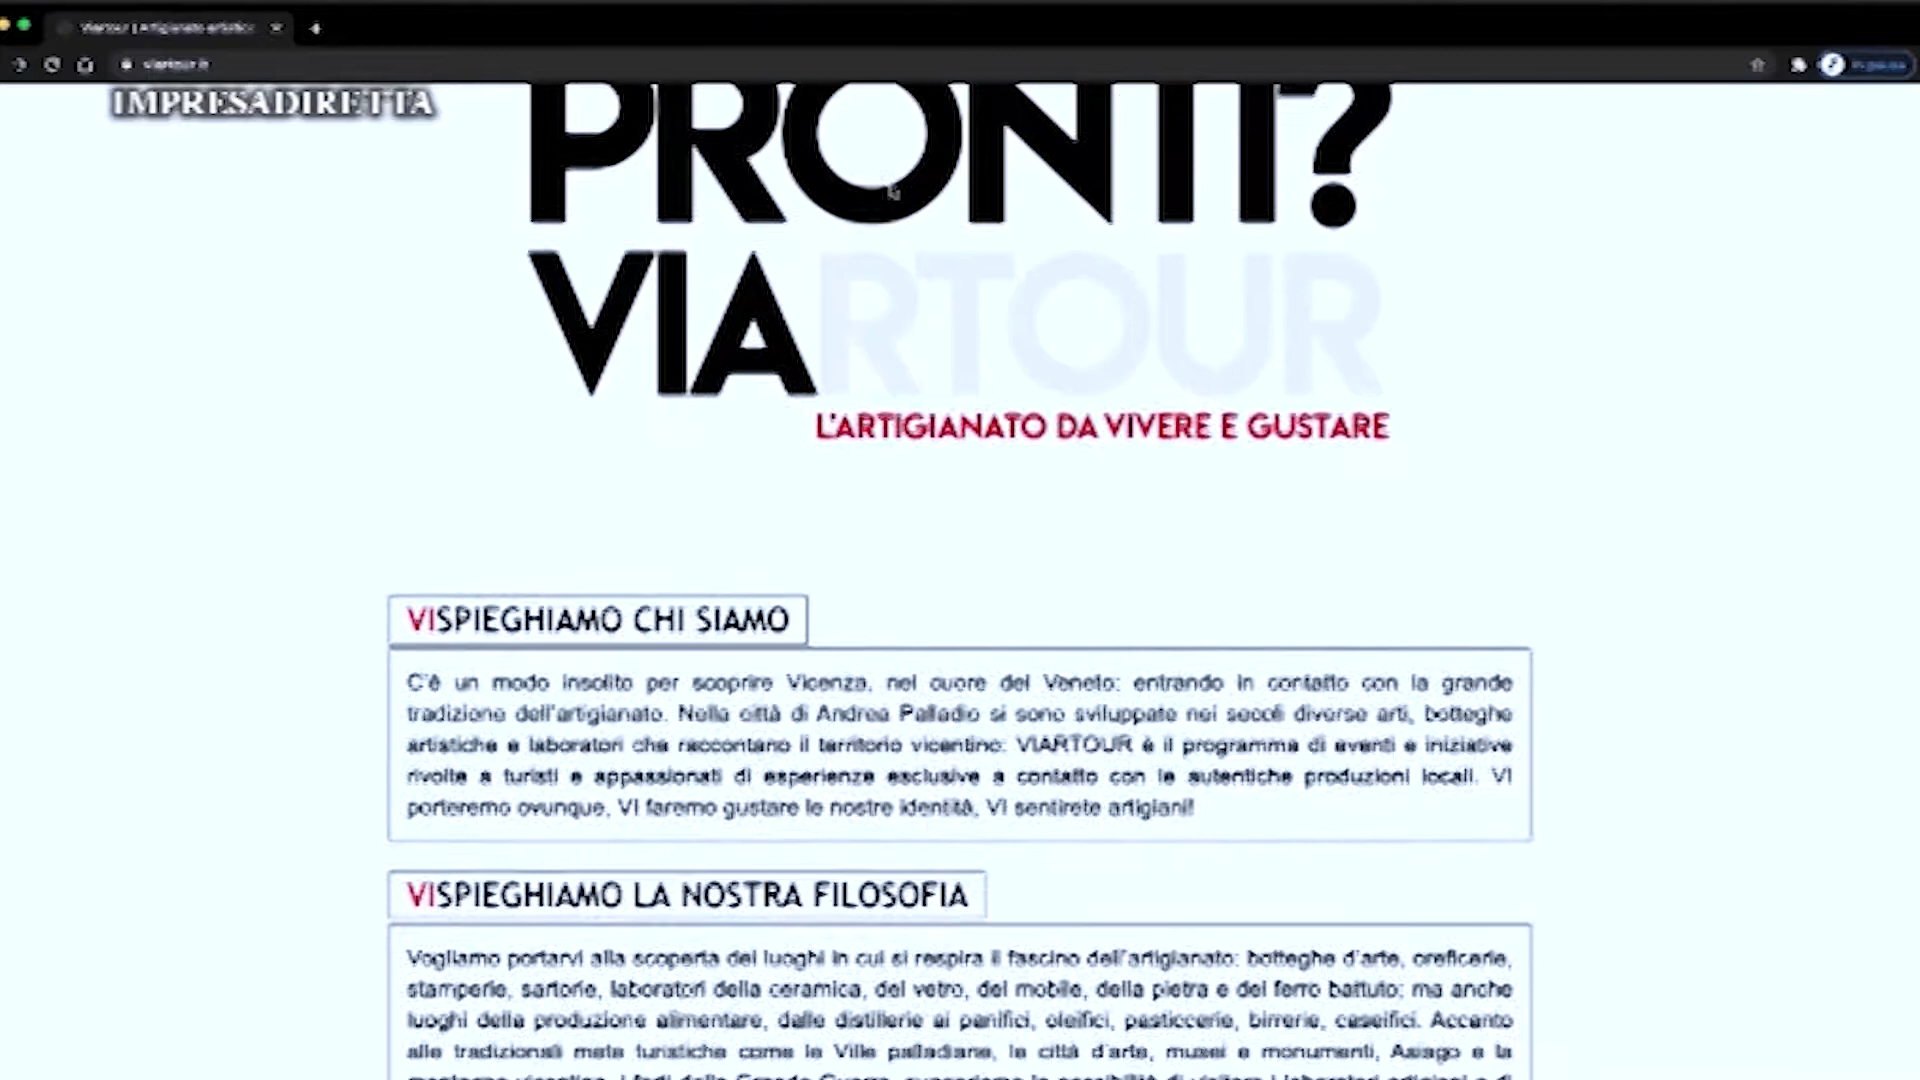 Viartour | Artigianato artistico
viartour.it
In pausa
IMPRESADIRETTA
PRONTI?
VIARTOUR
L'ARTIGIANATO DA VIVERE E GUSTARE
VISPIEGHIAMO CHI SIAMO
C'è un modo insolito per scoprire Vicenza, nel cuore del Veneto: entrando in contatto con la grande
tradizione dell'artigianato. Nella città di Andrea Palladio si sono sviluppate nei secoli diverse arti, botteghe
artistiche e laboratori che raccontano il territorio vicentino: VIARTOUR è il programma di eventi e iniziative
rivolte a turisti e appassionati di esperienze esclusive a contatto con le autentiche produzioni locali. VI
porteremo ovunque, VI faremo gustare le nostre identità, VI sentirete artigiani!
VISPIEGHIAMO LA NOSTRA FILOSOFIA
Vogliamo portarvi alla scoperta dei luoghi in cui si respira il fascino dell'artigianato: botteghe d'arte, oreficerie,
stamperie, sartorie, laboratori della ceramica, del vetro, del mobile, della pietra e del ferro battuto; ma anche
luoghi della produzione alimentare, dalle distillerie ai panifici, oleifici, pasticcerie, birrerie, caseifici. Accanto
alle tradizionali mete turistiche come le Ville palladiane, le città d'arte, musei e monumenti, Asiago e la